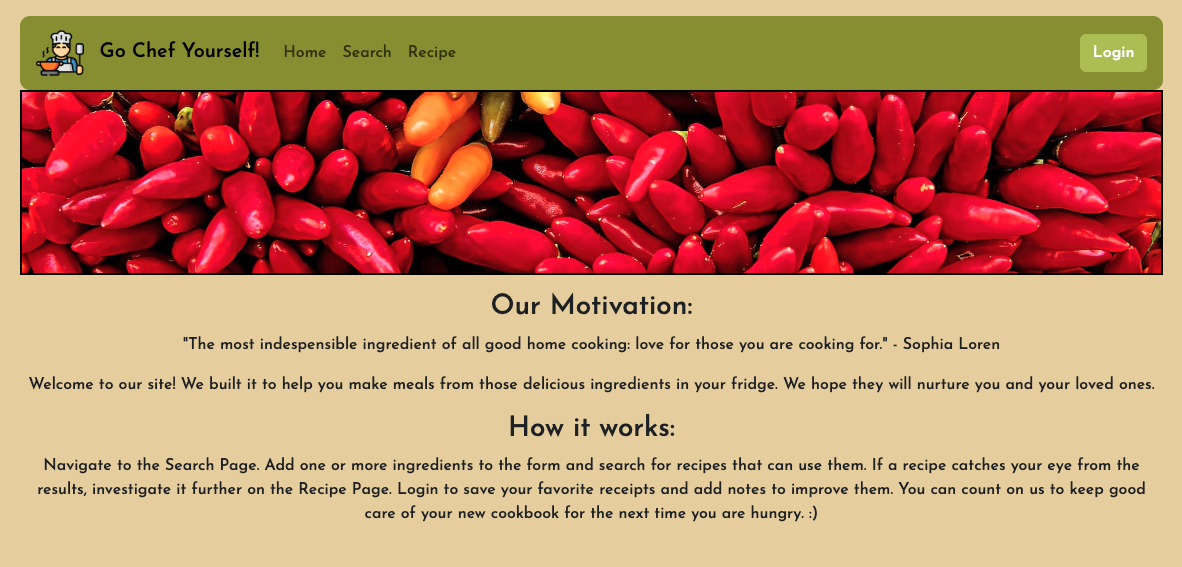 Go Chef Yourself! Home Search Recipe Login
Our Motivation:
"The most indespensible ingredient of all good home cooking: love for those you are cooking for." - Sophia Loren
Welcome to our site! We built it to help you make meals from those delicious ingredients in your fridge. We hope they will nurture you and your loved ones.
How it works:
Navigate to the Search Page. Add one or more ingredients to the form and search for recipes that can use them. If a recipe catches your eye from the
results, investigate it further on the Recipe Page. Login to save your favorite receipts and add notes to improve them. You can count on us to keep good
care of your new cookbook for the next time you are hungry. :)